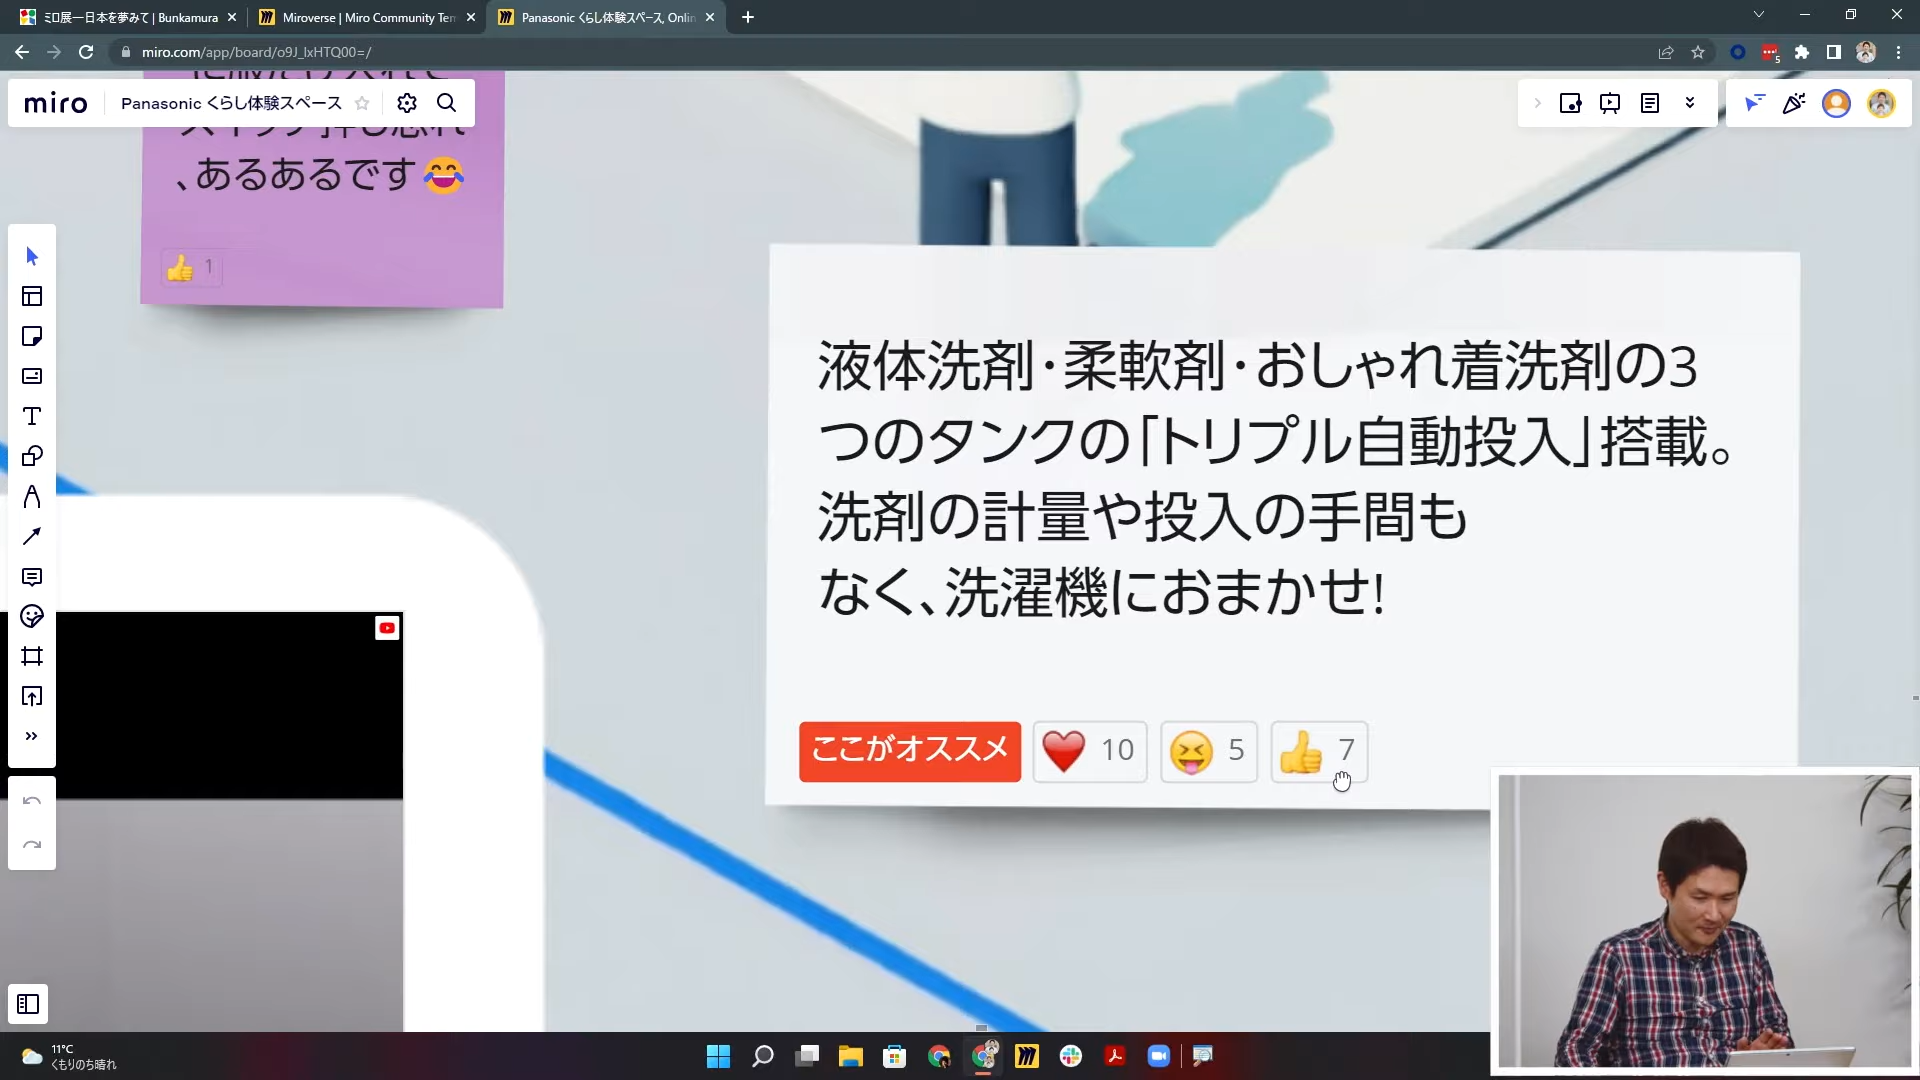 ミロ展―日本を夢みて | Bunkamura
Miroverse | Miro Community Tem
Panasonic くらし体験スペース, Onlin
miro.com/app/board/o9J_lxHTQ00=/
miro
Panasonic くらし体験スペース
、あるあるです😂
👍 1
液体洗剤・柔軟剤・おしゃれ着洗剤の3
つのタンクの「トリプル自動投入」搭載。
洗剤の計量や投入の手間も
なく、洗濯機におまかせ!
ここがオススメ ❤️ 10 😝 5 👍 7
11°C
くもりのち晴れ